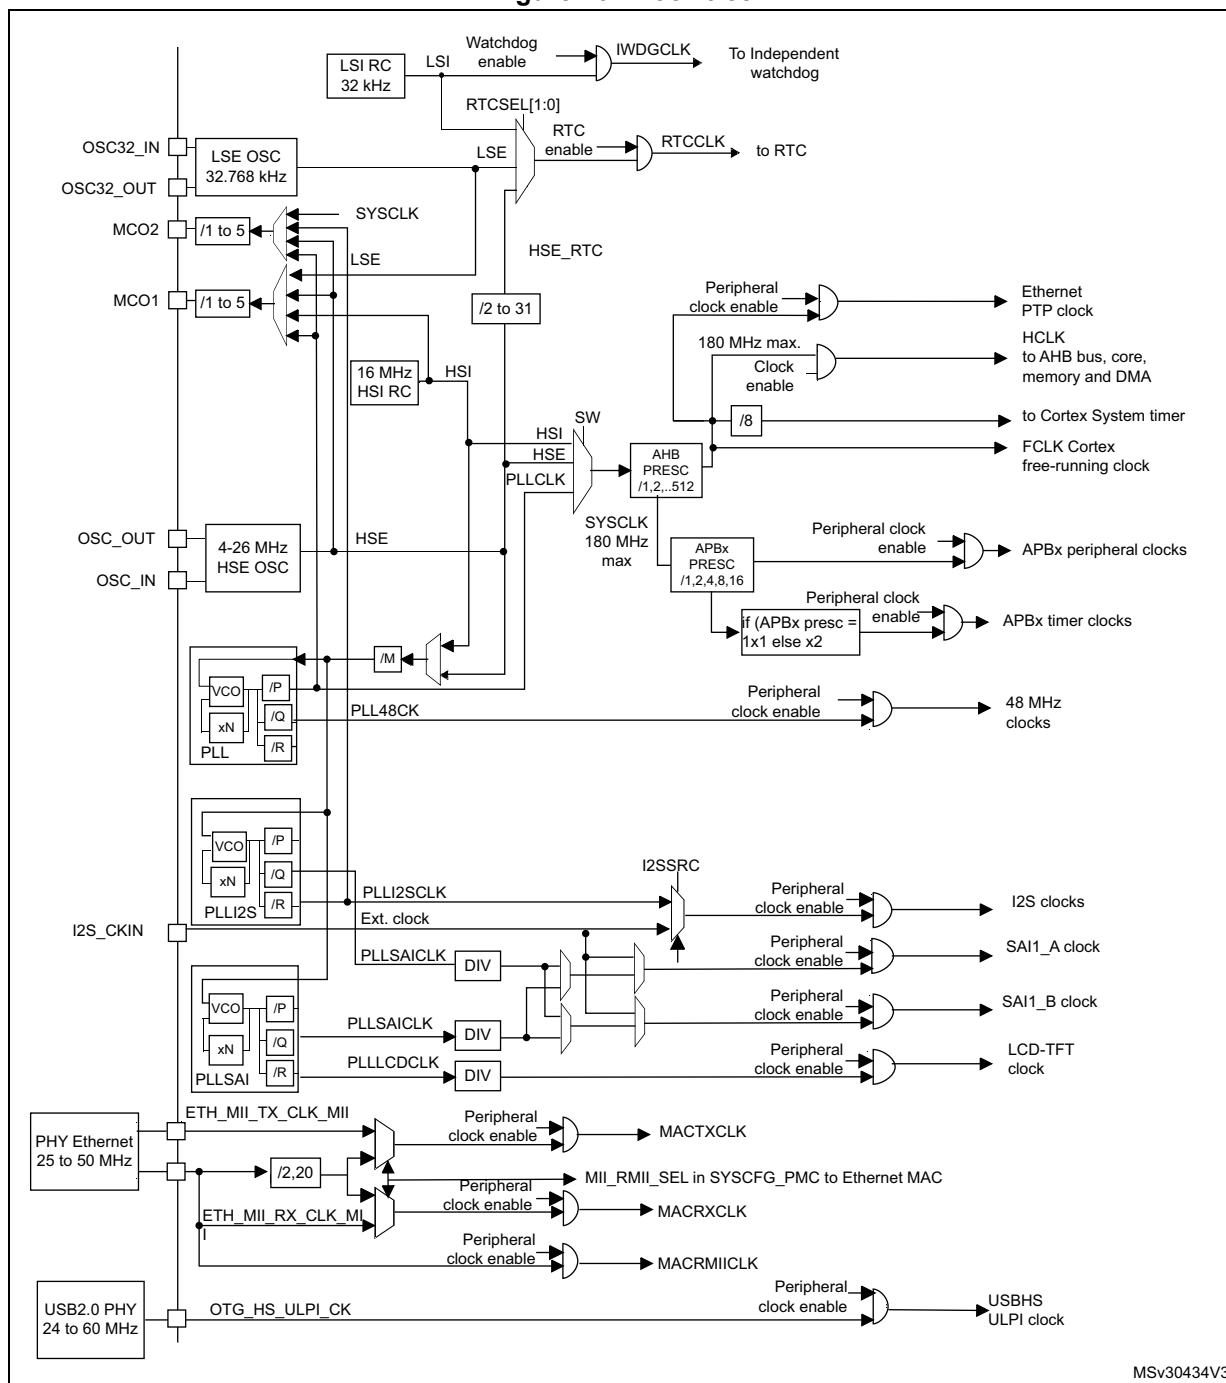 LSI RC
32 kHz
LSI
Watchdog
enable
IWDGCLK
To Independent
watchdog
RTCSEL[1:0]
OSC32_IN
OSC32_OUT
LSE OSC
32.768 kHz
LSE
RTC
enable
RTCCLK
to RTC
MCO2
/1 to 5
SYSCLK
LSE
HSE_RTC
MCO1
/1 to 5
/2 to 31
Peripheral
clock enable
Ethernet
PTP clock
16 MHz
HSI RC
HSI
180 MHz max.
Clock
enable
HCLK
to AHB bus, core,
memory and DMA
/8
to Cortex System timer
FCLK Cortex
free-running clock
SW
HSI
HSE
PLLCLK
AHB
PRESC
/1,2,..512
SYSCLK
180 MHz
max
OSC_OUT
OSC_IN
4-26 MHz
HSE OSC
HSE
APBx
PRESC
/1,2,4,8,16
Peripheral clock
enable
APBx peripheral clocks
if (APBx presc =
1x1 else x2
Peripheral clock
enable
APBx timer clocks
/M
VCO
xN
/P
/Q
/R
PLL
PLL48CK
Peripheral
clock enable
48 MHz
clocks
VCO
xN
/P
/Q
/R
PLLI2S
PLLI2SCLK
I2SSRC
Peripheral
clock enable
I2S clocks
I2S_CKIN
Ext. clock
PLLSAICLK
DIV
Peripheral
clock enable
SAI1_A clock
VCO
xN
/P
/Q
/R
PLLSAI
PLLSAICLK
DIV
Peripheral
clock enable
SAI1_B clock
PLLLCDCLK
DIV
Peripheral
clock enable
LCD-TFT
clock
PHY Ethernet
25 to 50 MHz
ETH_MII_TX_CLK_MII
Peripheral
clock enable
MACTXCLK
/2,20
MII_RMII_SEL in SYSCFG_PMC to Ethernet MAC
ETH_MII_RX_CLK_MI
I
Peripheral
clock enable
MACRXCLK
Peripheral
clock enable
MACRMIICLK
USB2.0 PHY
24 to 60 MHz
OTG_HS_ULPI_CK
Peripheral
clock enable
USBHS
ULPI clock
MSv30434V3